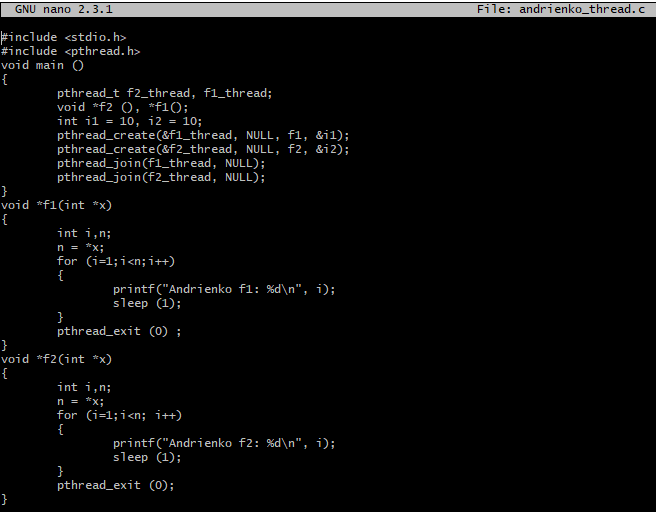 GNU nano 2.3.1 File: andrienko_thread.c
#include <stdio.h>
#include <pthread.h>
void main ()
{
        pthread_t f2_thread, f1_thread;
        void *f2 (), *f1();
        int i1 = 10, i2 = 10;
        pthread_create(&f1_thread, NULL, f1, &i1);
        pthread_create(&f2_thread, NULL, f2, &i2);
        pthread_join(f1_thread, NULL);
        pthread_join(f2_thread, NULL);
}
void *f1(int *x)
{
        int i,n;
        n = *x;
        for (i=1;i<n;i++)
        {
                printf("Andrienko f1: %d\n", i);
                sleep (1);
        }
        pthread_exit (0) ;
}
void *f2(int *x)
{
        int i,n;
        n = *x;
        for (i=1;i<n; i++)
        {
                printf("Andrienko f2: %d\n", i);
                sleep (1);
        }
        pthread_exit (0);
}